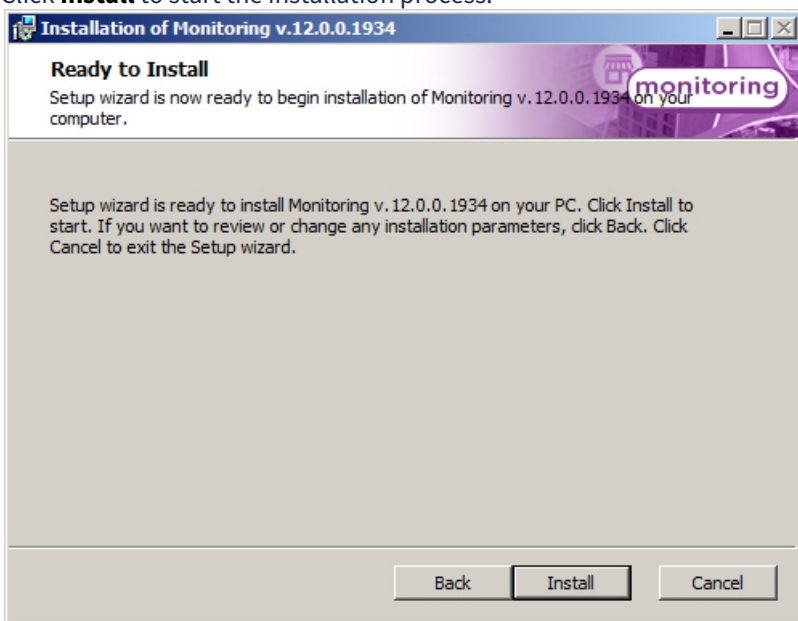 Click Install to start the installation process.
Installation of Monitoring v.12.0.0.1934
Ready to Install
Setup wizard is now ready to begin installation of Monitoring v.12.0.0.1934 on your
computer.
monitoring
Setup wizard is ready to install Monitoring v.12.0.0.1934 on your PC. Click Install to
start. If you want to review or change any installation parameters, click Back. Click
Cancel to exit the Setup wizard.
Back Install Cancel